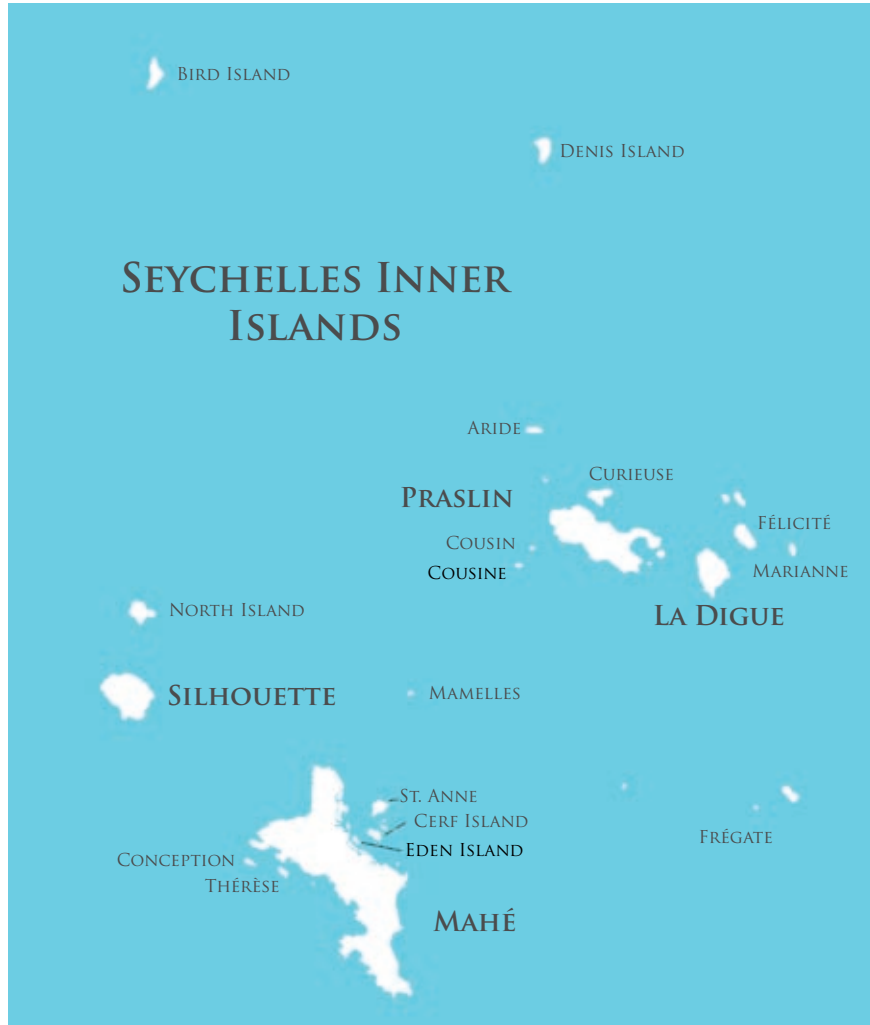 Bird Island
Denis Island
Seychelles Inner
Islands
Aride
Curieuse
Praslin
Félicité
Cousin
Cousine
Marianne
North Island
La Digue
Silhouette
Mamelles
St. Anne
Cerf Island
Frégate
Eden Island
Conception
Thérèse
Mahé